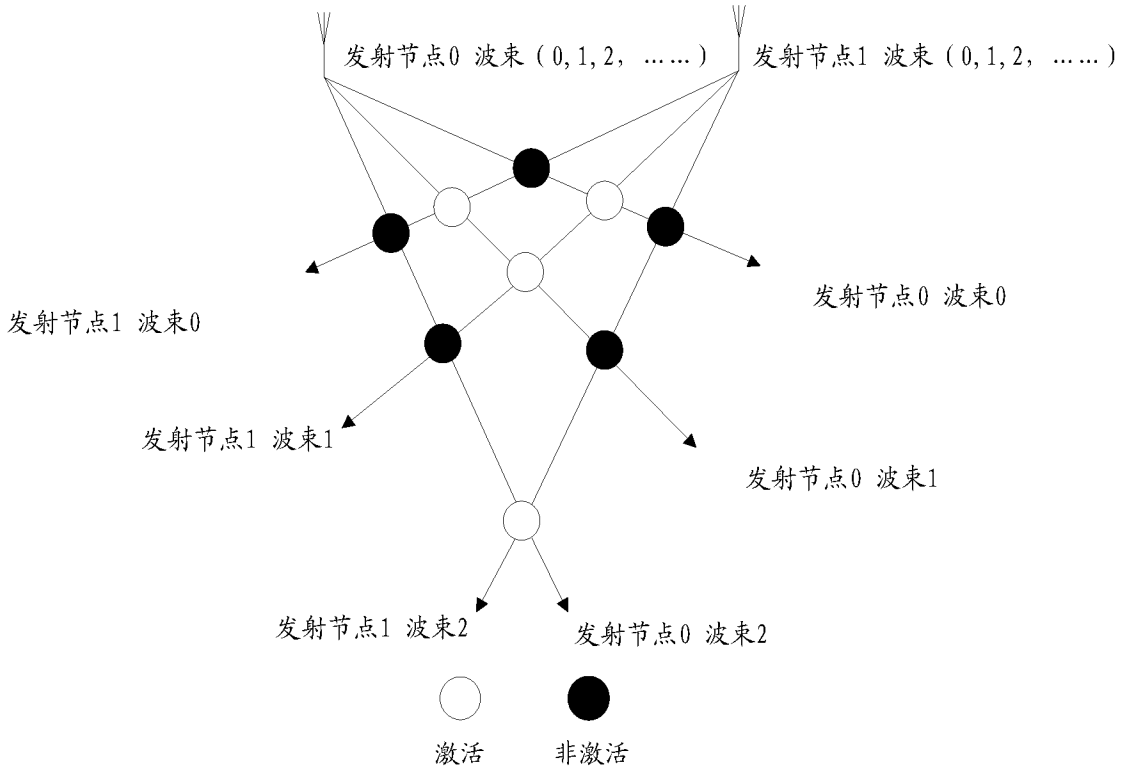 发射节点0 波束(0,1,2, ……)
发射节点1 波束(0,1,2, ……)
发射节点0 波束0
发射节点1 波束0
发射节点1 波束1
发射节点0 波束1
发射节点1 波束2
发射节点0 波束2
激活
非激活